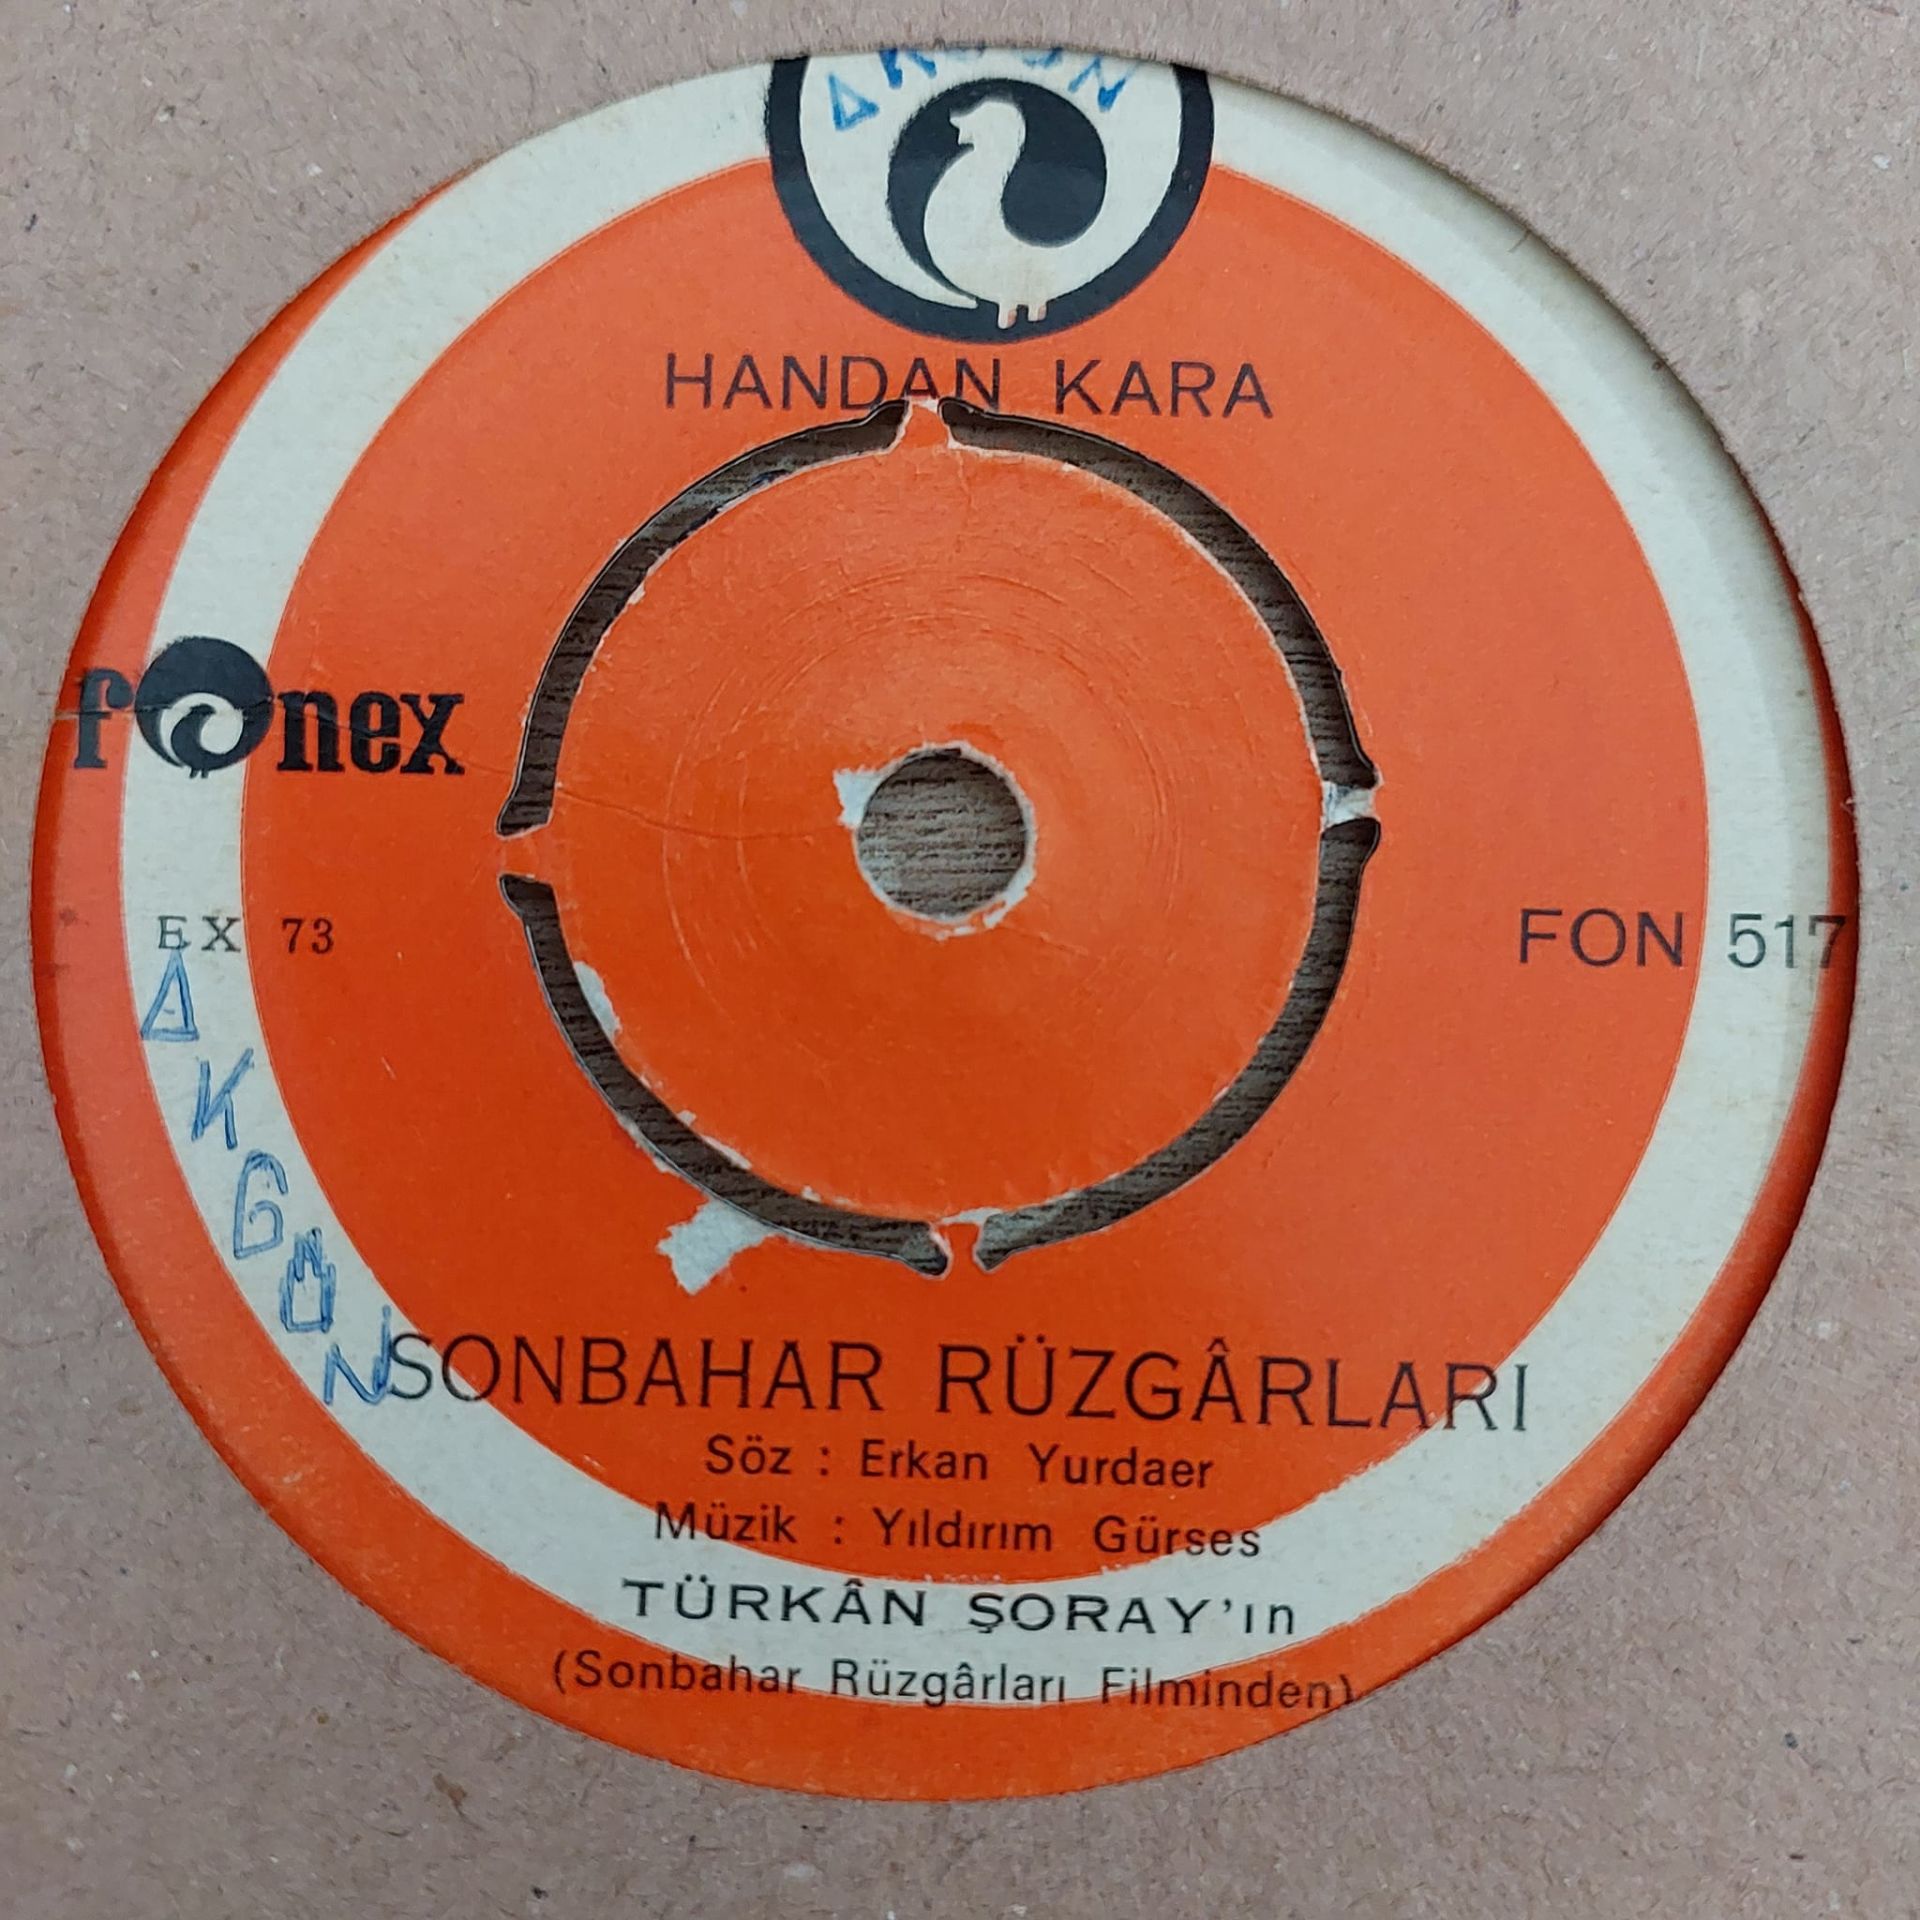 AKGÜN
HANDAN KARA
fonex
EX 73
FON 517
AKGÜN
SONBAHAR RÜZGÂRLARI
Söz : Erkan Yurdaer
Müzik : Yıldırım Gürses
TÜRKÂN ŞORAY'ın
(Sonbahar Rüzgârları Filminden)